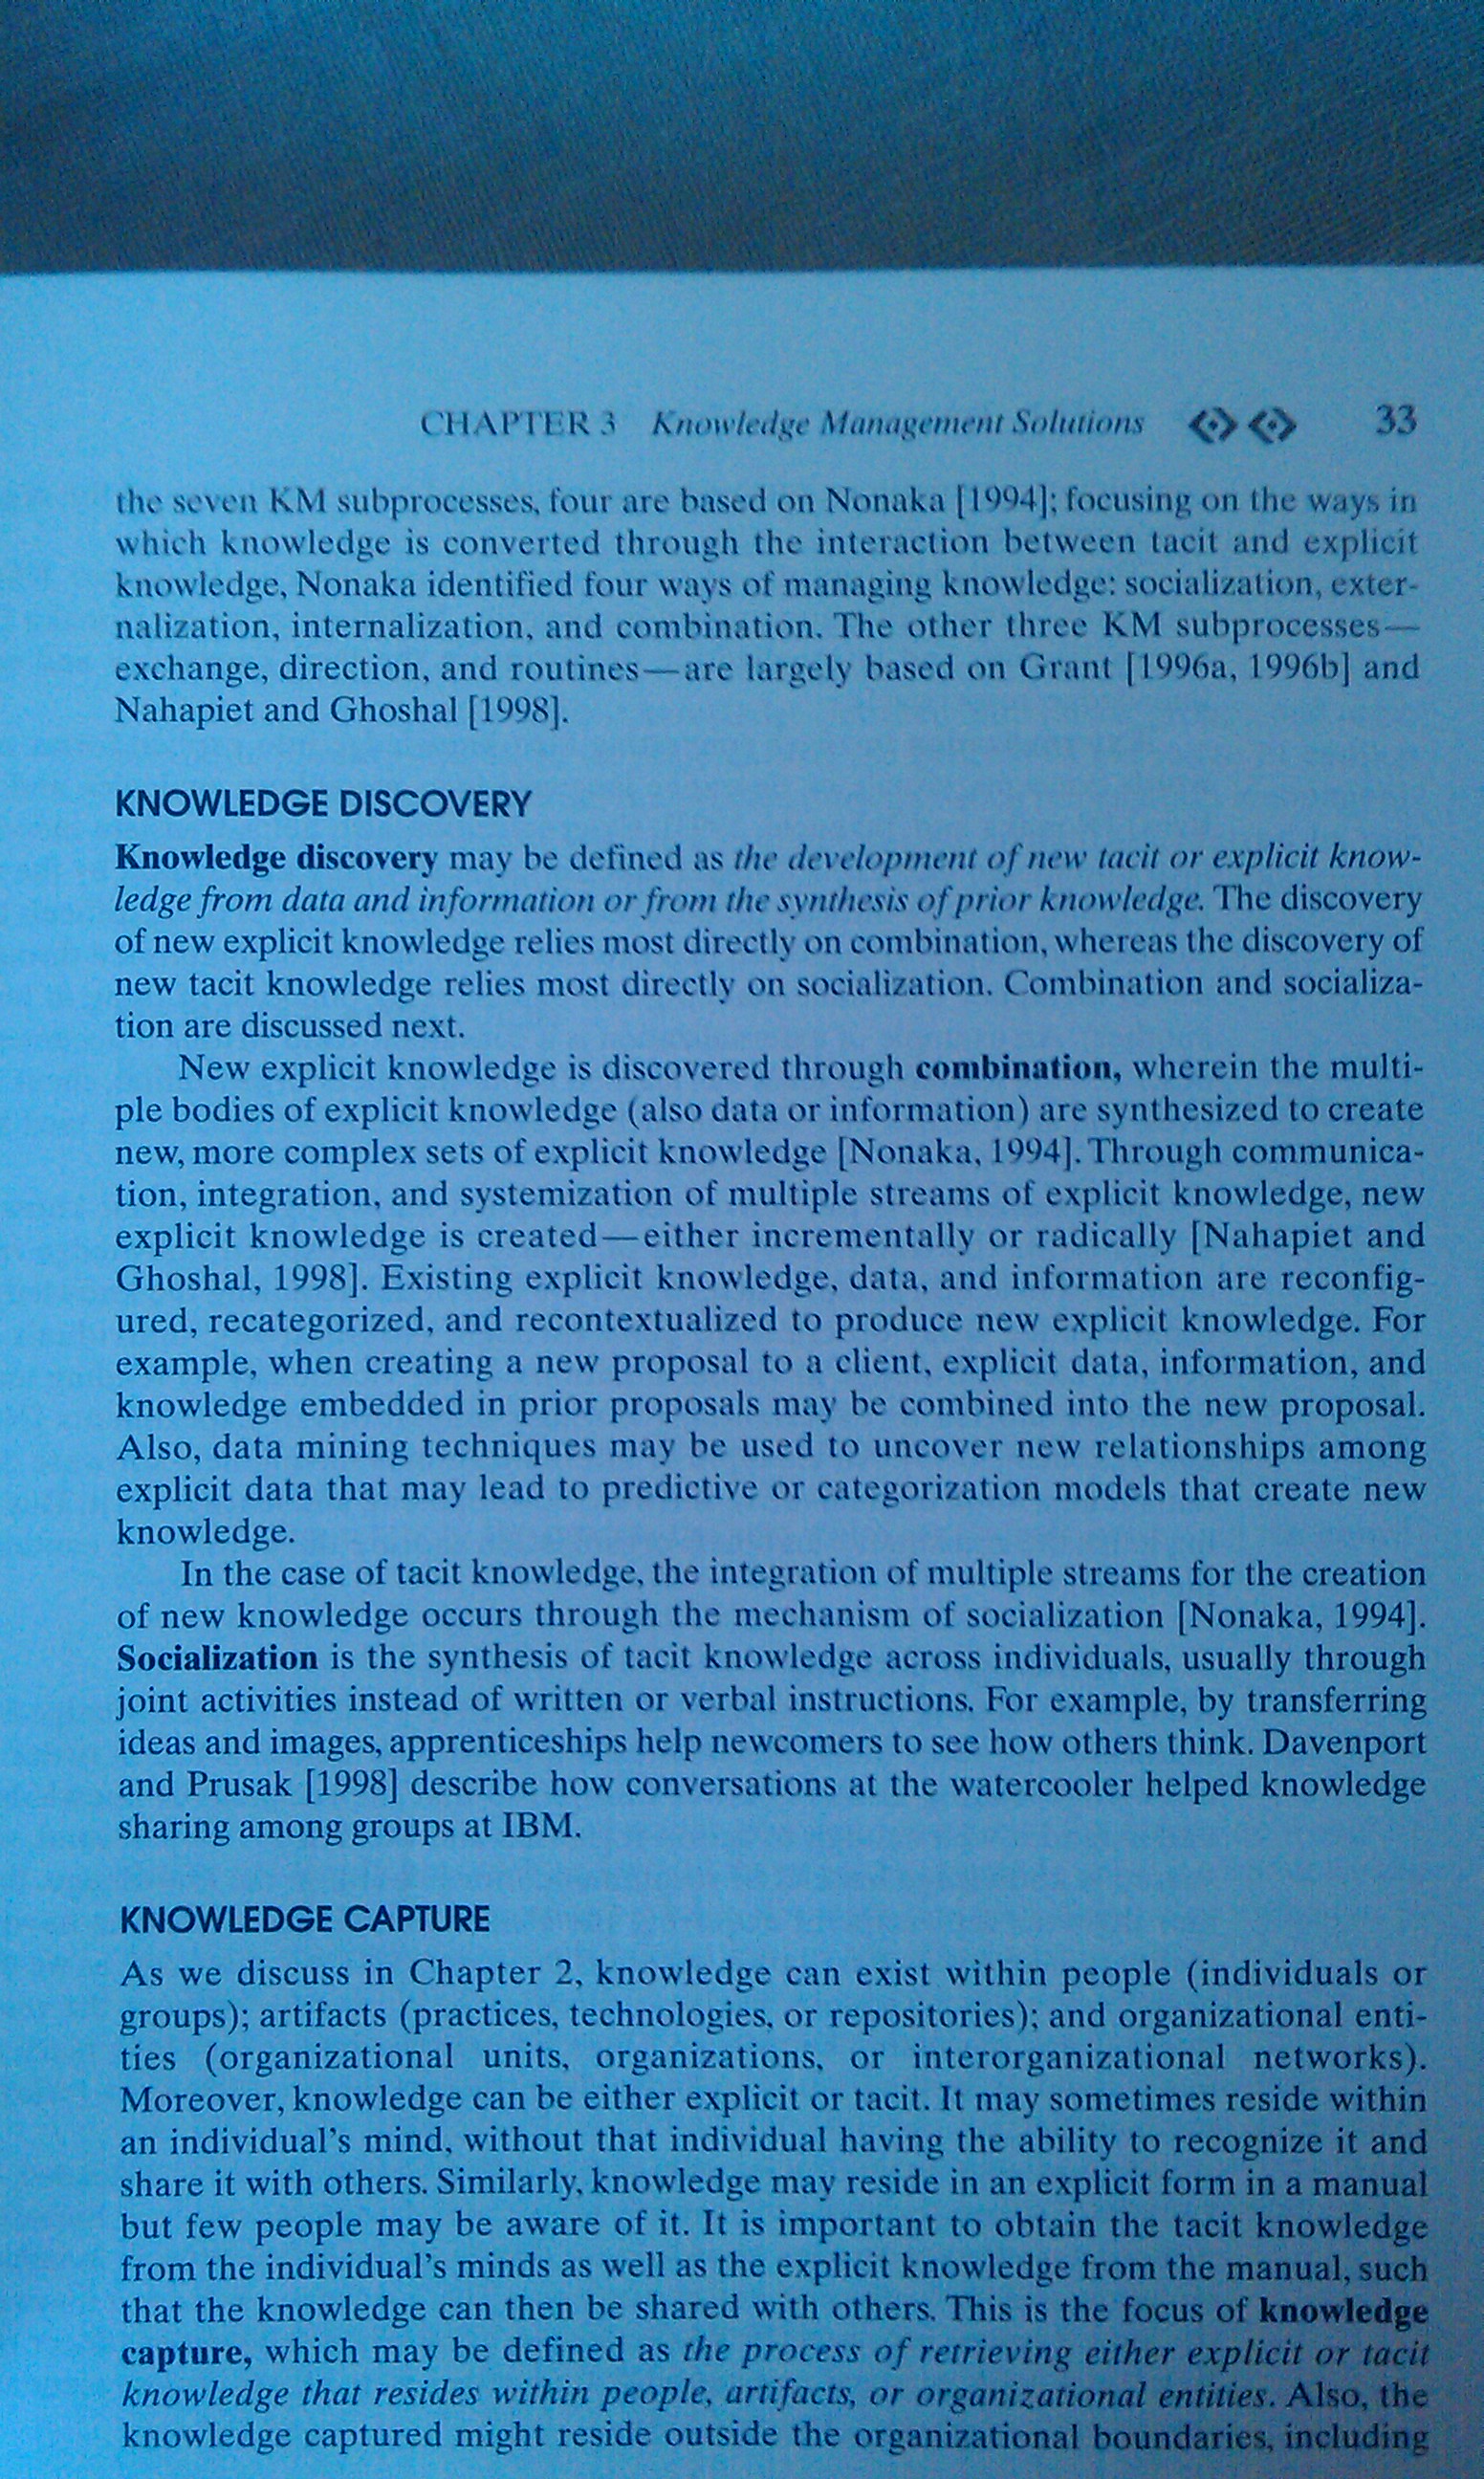 CHAPTER 3 Knowledge Management Solutions 33
the seven KM subprocesses, four are based on Nonaka [1994]; focusing on the ways in
which knowledge is converted through the interaction between tacit and explicit
knowledge, Nonaka identified four ways of managing knowledge: socialization, exter-
nalization, internalization, and combination. The other three KM subprocesses—
exchange, direction, and routines—are largely based on Grant [1996a, 1996b] and
Nahapiet and Ghoshal [1998].
KNOWLEDGE DISCOVERY
Knowledge discovery may be defined as the development of new tacit or explicit know-
ledge from data and information or from the synthesis of prior knowledge. The discovery
of new explicit knowledge relies most directly on combination, whereas the discovery of
new tacit knowledge relies most directly on socialization. Combination and socializa-
tion are discussed next.
New explicit knowledge is discovered through combination, wherein the multi-
ple bodies of explicit knowledge (also data or information) are synthesized to create
new, more complex sets of explicit knowledge [Nonaka, 1994]. Through communica-
tion, integration, and systemization of multiple streams of explicit knowledge, new
explicit knowledge is created—either incrementally or radically [Nahapiet and
Ghoshal, 1998]. Existing explicit knowledge, data, and information are reconfig-
ured, recategorized, and recontextualized to produce new explicit knowledge. For
example, when creating a new proposal to a client, explicit data, information, and
knowledge embedded in prior proposals may be combined into the new proposal.
Also, data mining techniques may be used to uncover new relationships among
explicit data that may lead to predictive or categorization models that create new
knowledge.
In the case of tacit knowledge, the integration of multiple streams for the creation
of new knowledge occurs through the mechanism of socialization [Nonaka, 1994].
Socialization is the synthesis of tacit knowledge across individuals, usually through
joint activities instead of written or verbal instructions. For example, by transferring
ideas and images, apprenticeships help newcomers to see how others think. Davenport
and Prusak [1998] describe how conversations at the watercooler helped knowledge
sharing among groups at IBM.
KNOWLEDGE CAPTURE
As we discuss in Chapter 2, knowledge can exist within people (individuals or
groups); artifacts (practices, technologies, or repositories); and organizational enti-
ties (organizational units, organizations, or interorganizational networks).
Moreover, knowledge can be either explicit or tacit. It may sometimes reside within
an individual's mind, without that individual having the ability to recognize it and
share it with others. Similarly, knowledge may reside in an explicit form in a manual
but few people may be aware of it. It is important to obtain the tacit knowledge
from the individual's minds as well as the explicit knowledge from the manual, such
that the knowledge can then be shared with others. This is the focus of knowledge
capture, which may be defined as the process of retrieving either explicit or tacit
knowledge that resides within people, artifacts, or organizational entities. Also, the
knowledge captured might reside outside the organizational boundaries, including